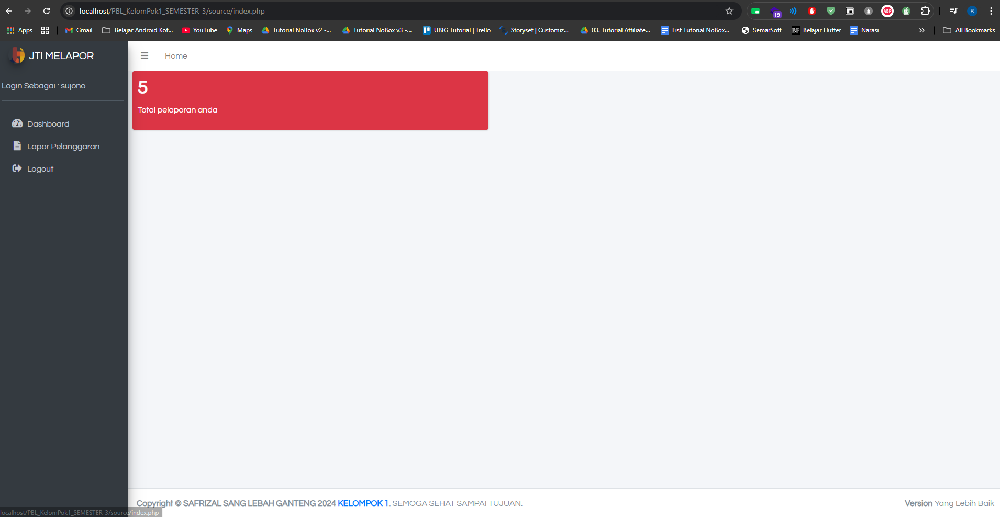 localhost/PBL_KelomPok1_SEMESTER-3/source/index.php
19
ABP
R
Apps
Gmail
Belajar Android Kot...
YouTube
Maps
Tutorial NoBox v2 -...
Tutorial NoBox v3 -...
UBIG Tutorial | Trello
Storyset | Customiz...
03. Tutorial Affiliate...
List Tutorial NoBox...
SemarSoft
BF Belajar Flutter
Narasi
All Bookmarks
JTI MELAPOR
Home
Login Sebagai : sujono
5
Total pelaporan anda
Dashboard
Lapor Pelanggaran
Logout
Copyright © SAFRIZAL SANG LEBAH GANTENG 2024 KELOMPOK 1. SEMOGA SEHAT SAMPAI TUJUAN.
Version Yang Lebih Baik
localhost/PBL_KelomPok1_SEMESTER-3/source/index.php